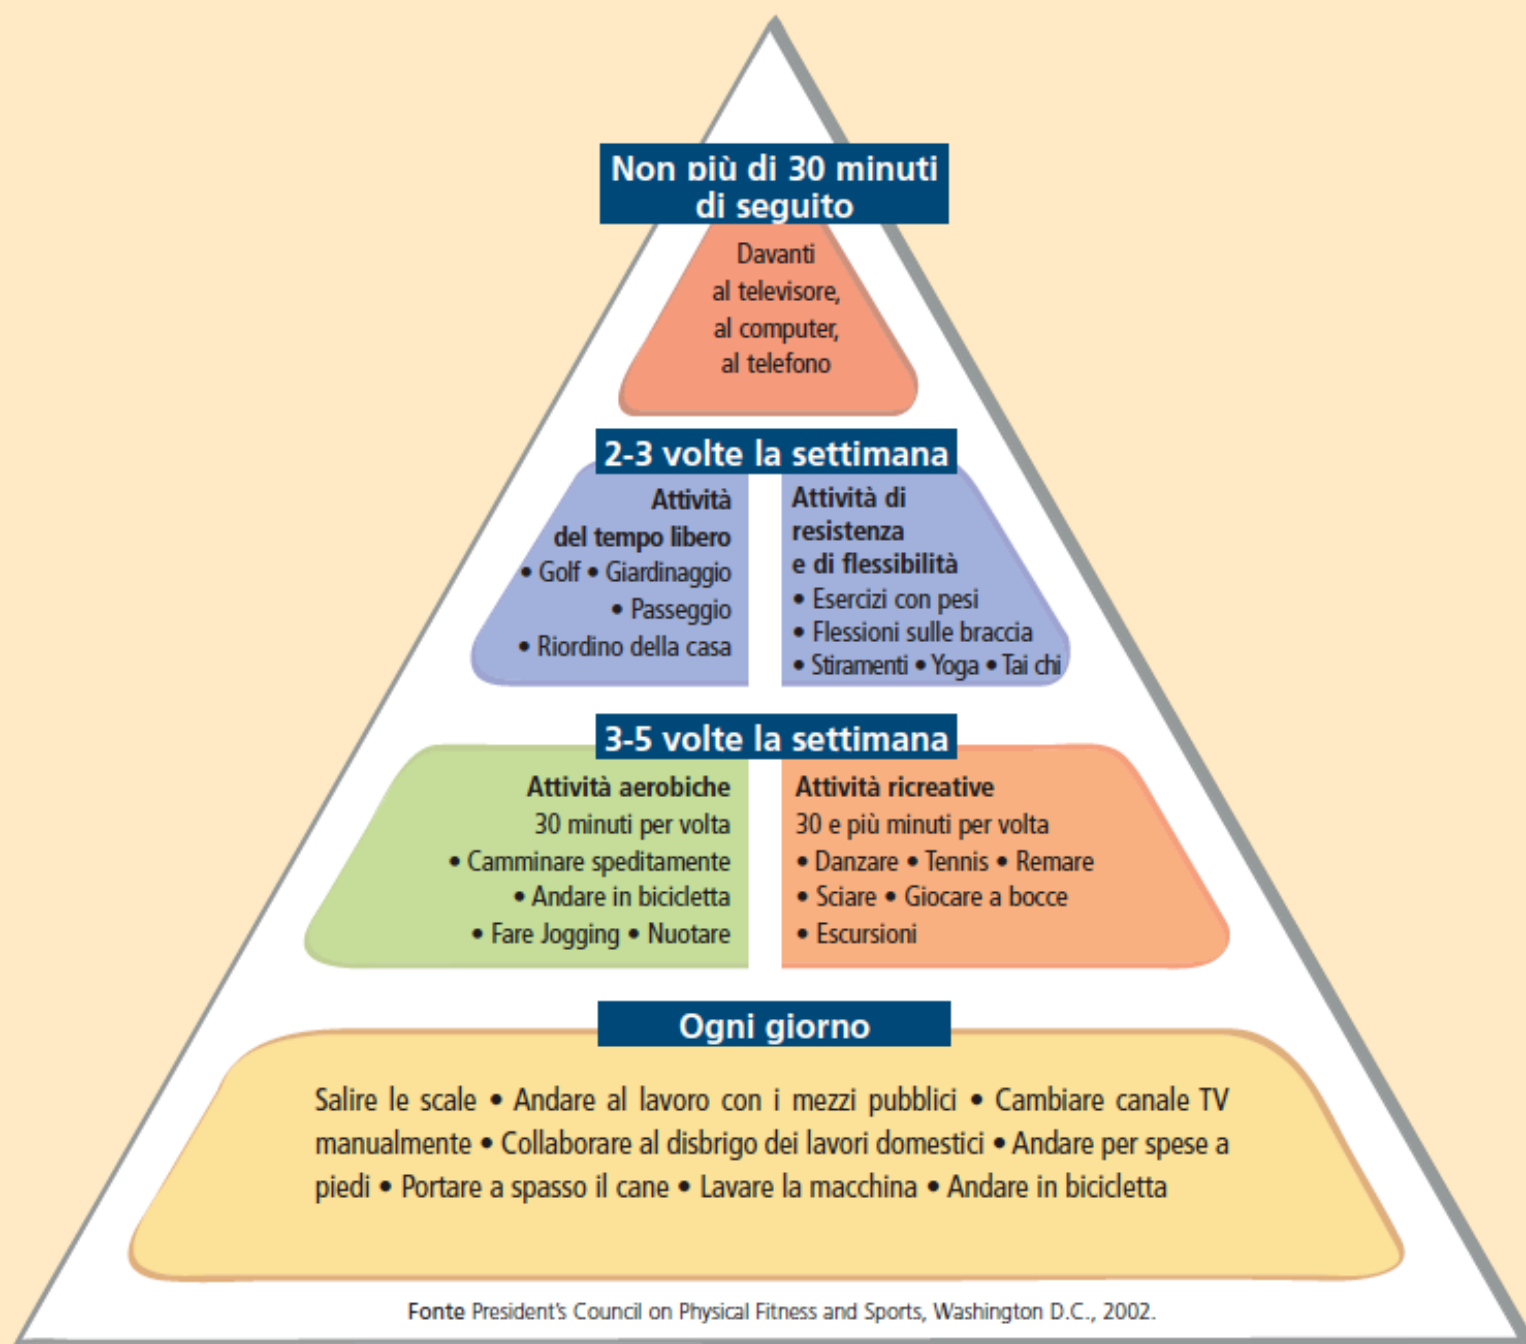 Non più di 30 minuti
di seguito
Davanti
al televisore,
al computer,
al telefono
2-3 volte la settimana
Attività
del tempo libero
• Golf • Giardinaggio
• Passeggio
• Riordino della casa
Attività di
resistenza
e di flessibilità
• Esercizi con pesi
• Flessioni sulle braccia
• Stiramenti • Yoga • Tai chi
3-5 volte la settimana
Attività aerobiche
30 minuti per volta
• Camminare speditamente
• Andare in bicicletta
• Fare Jogging • Nuotare
Attività ricreative
30 e più minuti per volta
• Danzare • Tennis • Remare
• Sciare • Giocare a bocce
• Escursioni
Ogni giorno
Salire le scale • Andare al lavoro con i mezzi pubblici • Cambiare canale TV
manualmente • Collaborare al disbrigo dei lavori domestici • Andare per spese a
piedi • Portare a spasso il cane • Lavare la macchina • Andare in bicicletta
Fonte President's Council on Physical Fitness and Sports, Washington D.C., 2002.